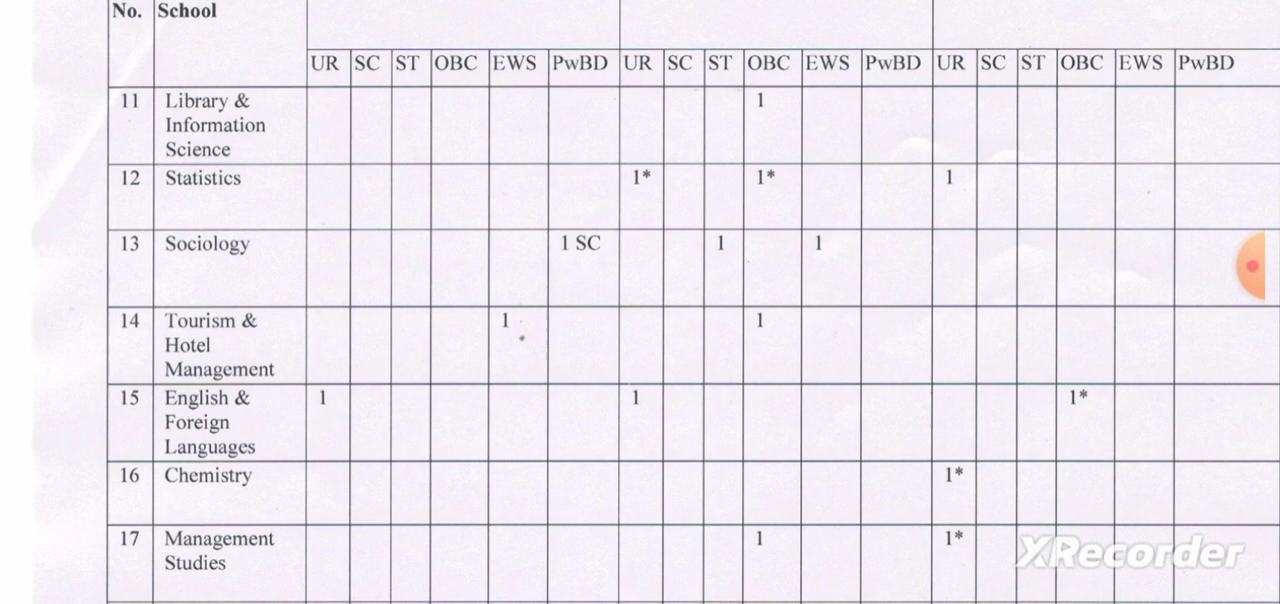 No. School
UR SC ST OBC EWS PwBD UR SC ST OBC EWS PwBD UR SC ST OBC EWS PwBD
11 Library & 1
Information
Science
12 Statistics 1* 1* 1
13 Sociology 1 SC 1 1
14 Tourism & 1 1
Hotel
Management
15 English & 1 1 1*
Foreign
Languages
16 Chemistry 1*
17 Management 1 1*
Studies
XRecorder